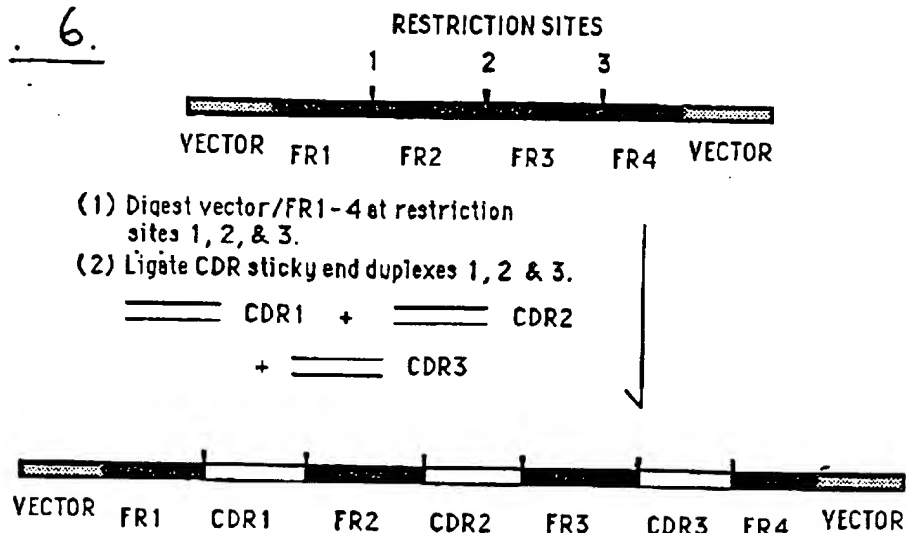 . 6.
RESTRICTION SITES
1 2 3
VECTOR FR1 FR2 FR3 FR4 VECTOR
(1) Digest vector/FR1-4 at restriction
sites 1, 2, & 3.
(2) Ligate CDR sticky end duplexes 1, 2 & 3.
CDR1 + CDR2
+ CDR3
VECTOR FR1 CDR1 FR2 CDR2 FR3 CDR3 FR4 VECTOR